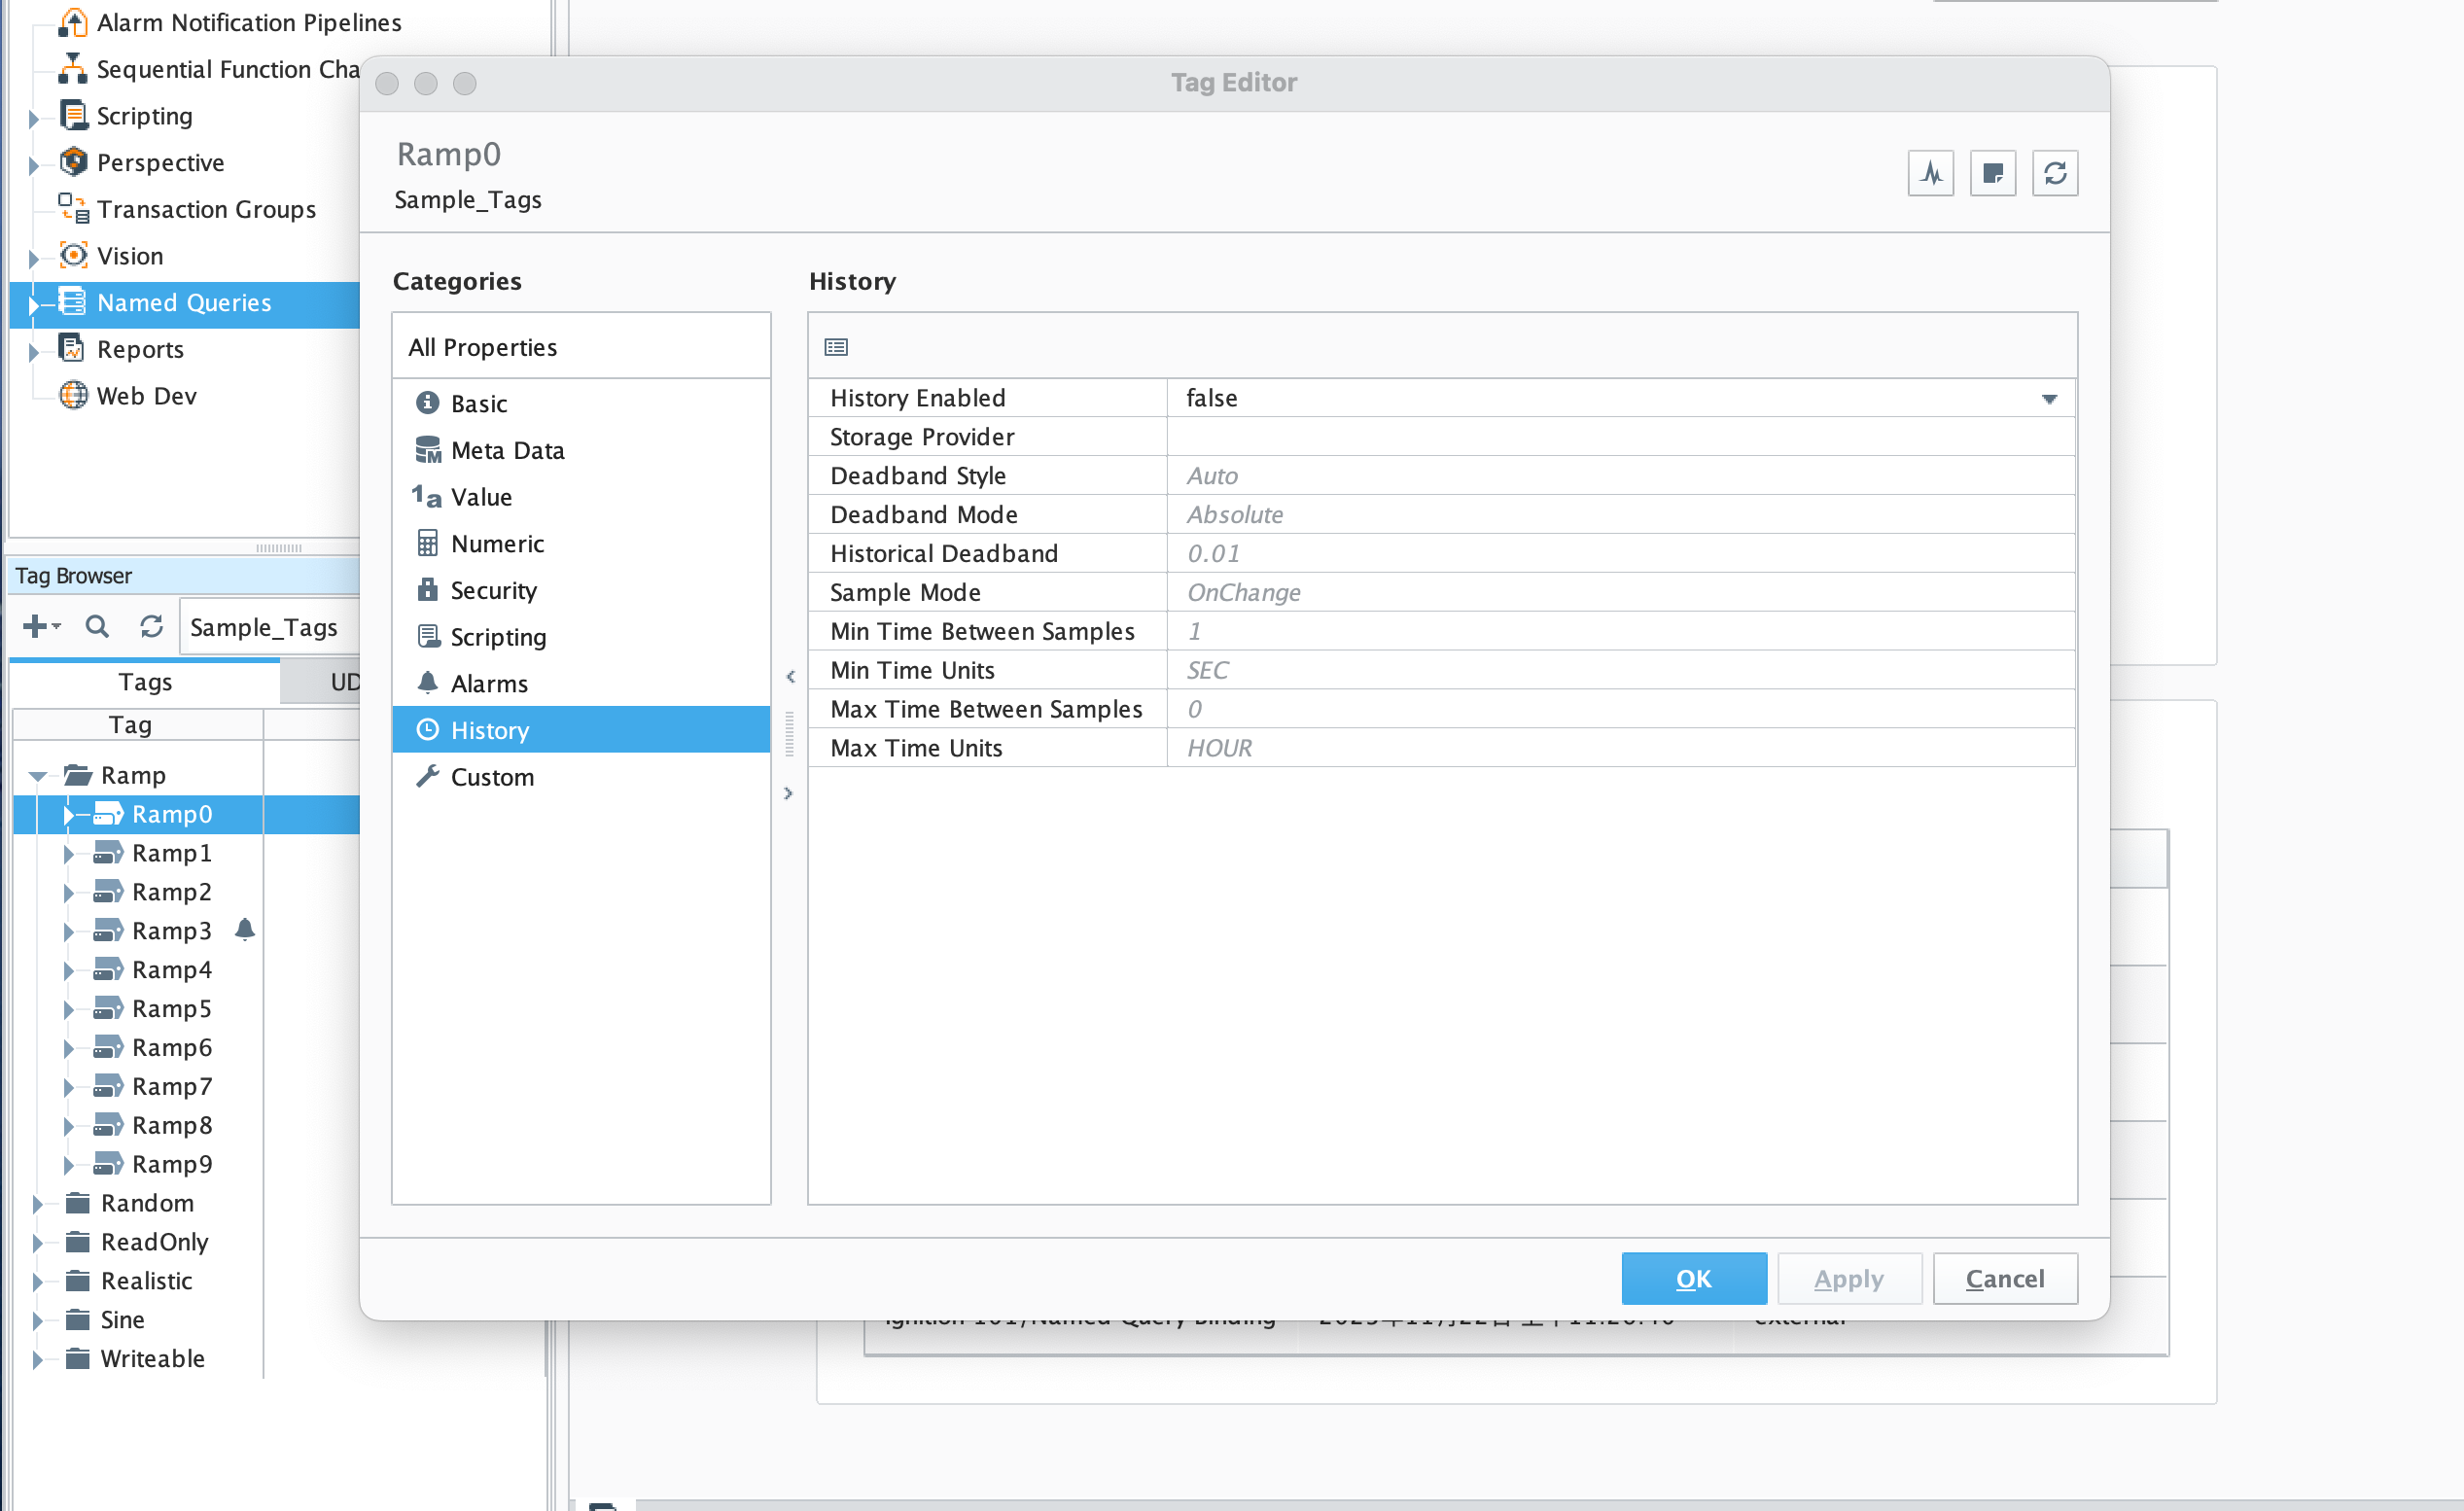 Alarm Notification Pipelines
Sequential Function Cha
Scripting
Perspective
Transaction Groups
Vision
Named Queries
Reports
Web Dev
Tag Browser
Sample_Tags
Tags
UD
Tag
Ramp
Ramp0
Ramp1
Ramp2
Ramp3
Ramp4
Ramp5
Ramp6
Ramp7
Ramp8
Ramp9
Random
ReadOnly
Realistic
Sine
Writeable
Tag Editor
Ramp0
Sample_Tags
Categories
All Properties
Basic
Meta Data
1a Value
Numeric
Security
Scripting
Alarms
History
Custom
History
History Enabled false
Storage Provider
Deadband Style Auto
Deadband Mode Absolute
Historical Deadband 0.01
Sample Mode OnChange
Min Time Between Samples 1
Min Time Units SEC
Max Time Between Samples 0
Max Time Units HOUR
OK Apply Cancel